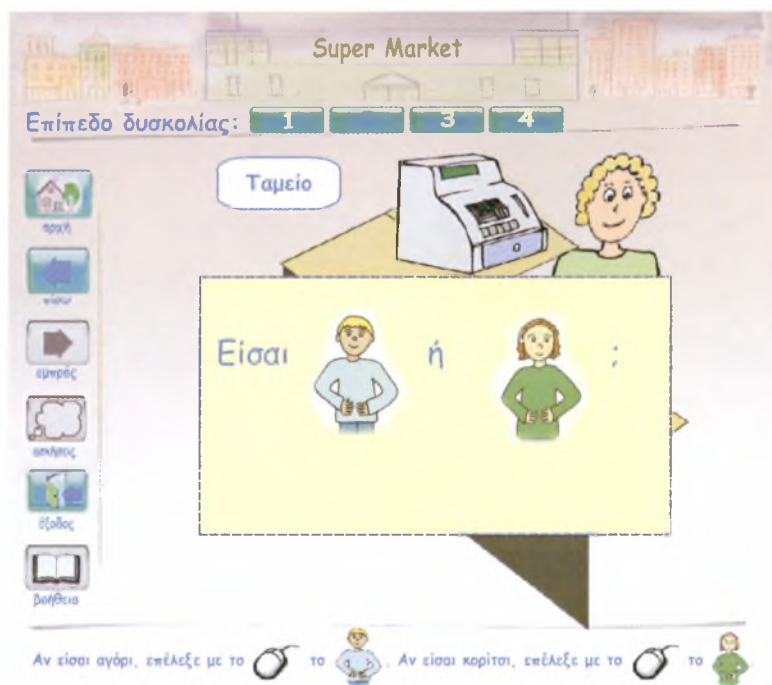 Super Market
Επίπεδο δυσκολίας: 1 3 4
Ταμείο
αρχή
πίσω
Είσαι ή ;
εμπρός
ασκήσεις
έξοδος
βοήθεια
Αν είσαι αγόρι, επέλεξε με το το . Αν είσαι κορίτσι, επέλεξε με το το .